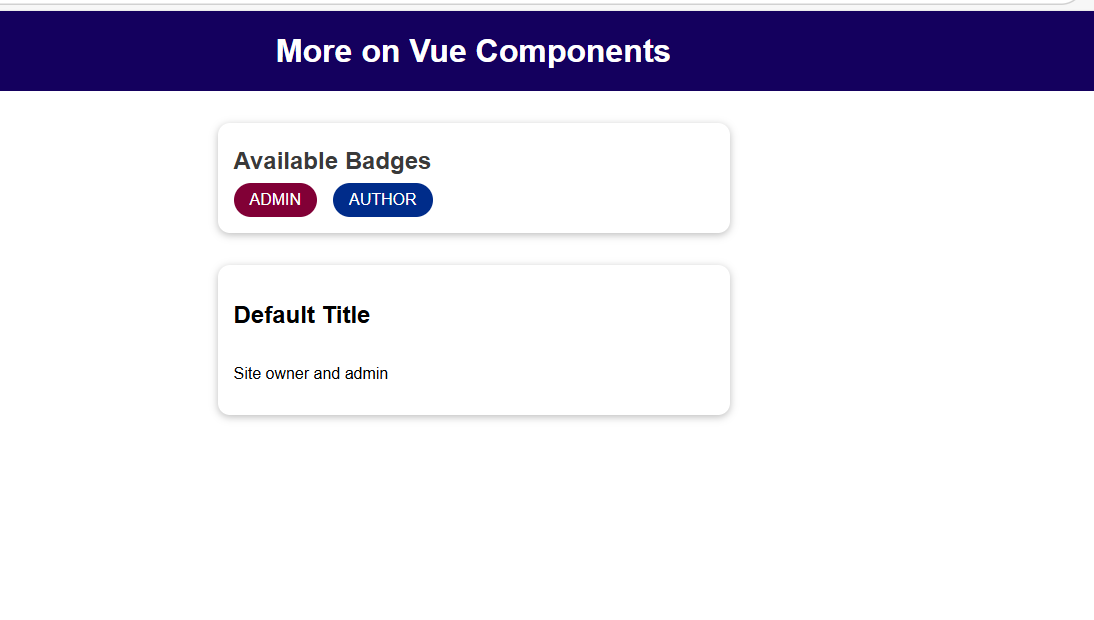 More on Vue Components
Available Badges
ADMIN AUTHOR
Default Title
Site owner and admin